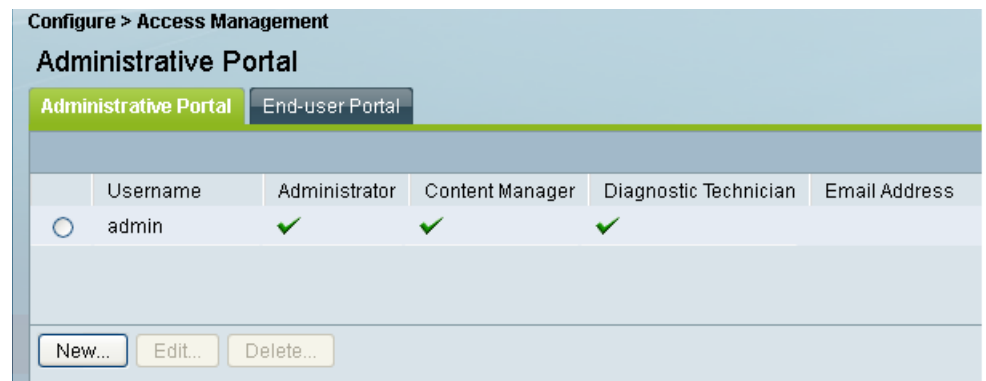 Configure > Access Management
Administrative Portal
Administrative Portal End-user Portal
Username Administrator Content Manager Diagnostic Technician Email Address
admin
New... Edit... Delete...